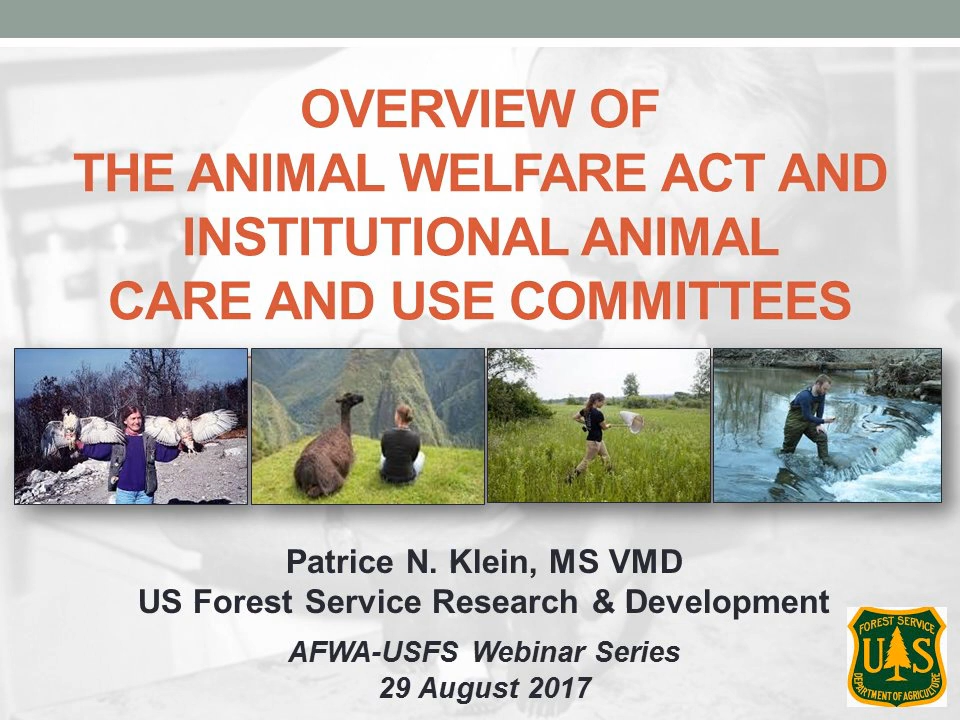 OVERVIEW OF
THE ANIMAL WELFARE ACT AND
INSTITUTIONAL ANIMAL
CARE AND USE COMMITTEES
Patrice N. Klein, MS VMD
US Forest Service Research & Development
AFWA-USFS Webinar Series
29 August 2017
FOREST SERVICE
U S
DEPARTMENT OF AGRICULTURE